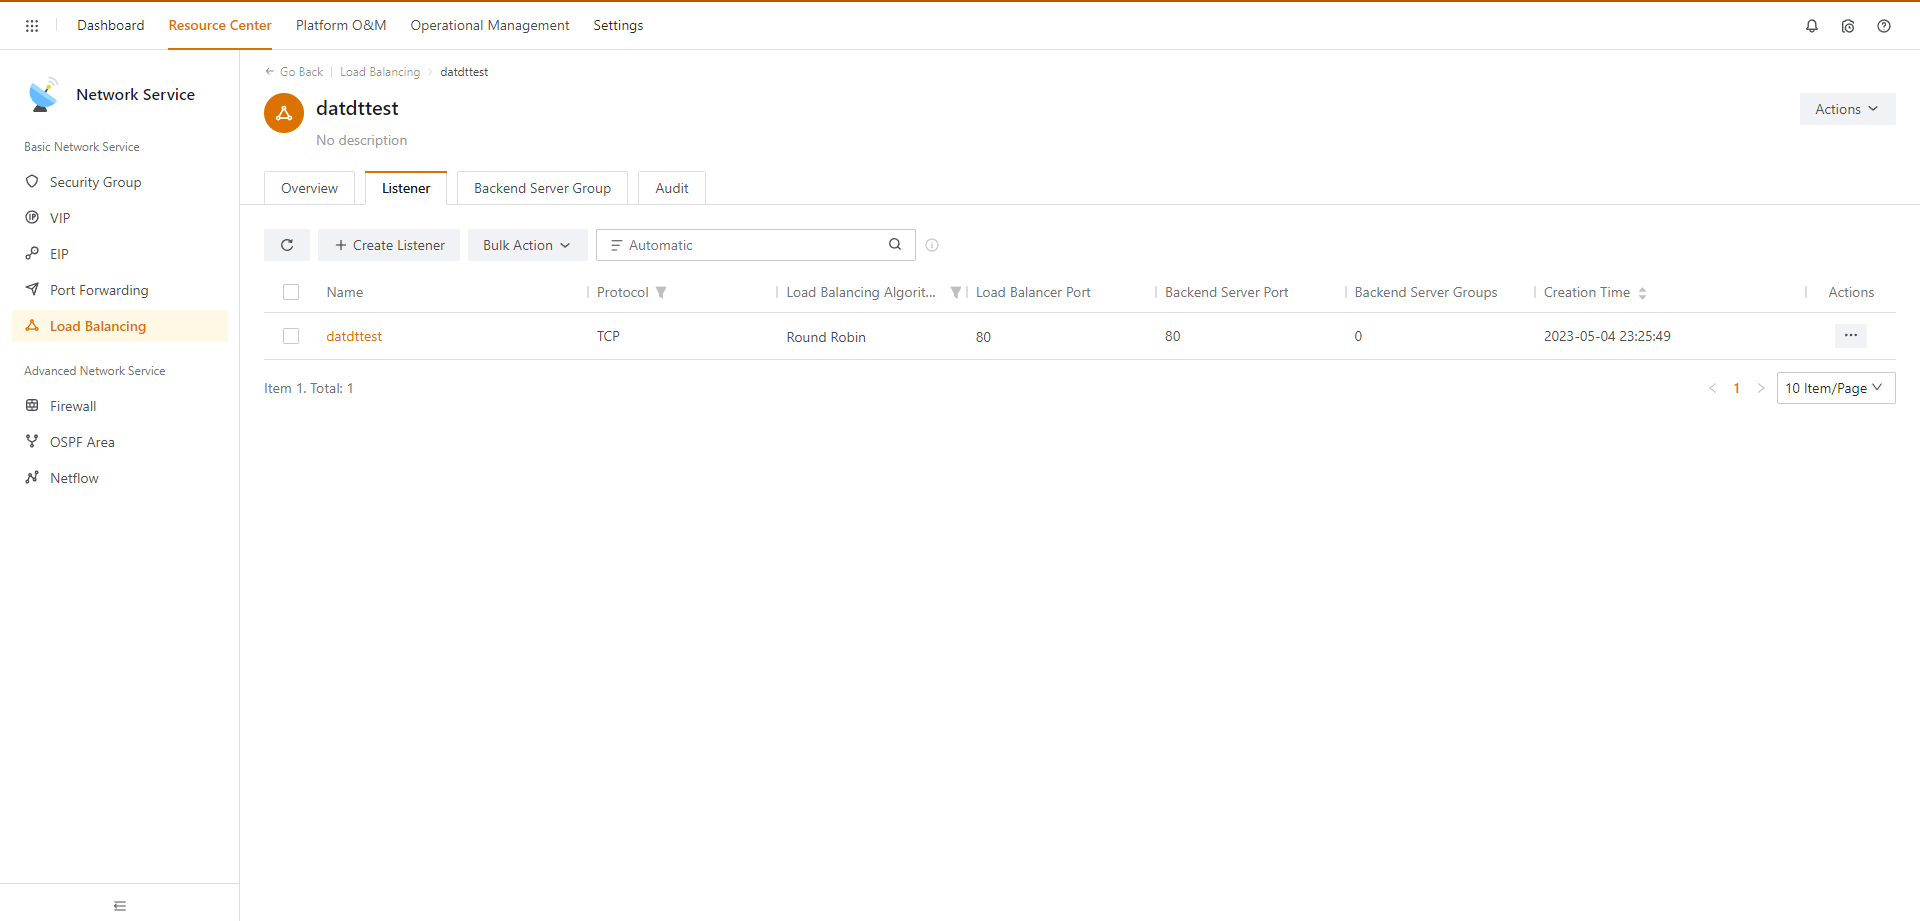 Dashboard Resource Center Platform O&M Operational Management Settings
Network Service
Basic Network Service
Security Group
VIP
EIP
Port Forwarding
Load Balancing
Advanced Network Service
Firewall
OSPF Area
Netflow
Go Back Load Balancing datdttest
datdttest
No description
Actions
Overview Listener Backend Server Group Audit
Create Listener Bulk Action Automatic
Name Protocol Load Balancing Algorit... Load Balancer Port Backend Server Port Backend Server Groups Creation Time Actions
datdttest TCP Round Robin 80 80 0 2023-05-04 23:25:49
Item 1. Total: 1
1 10 Item/Page